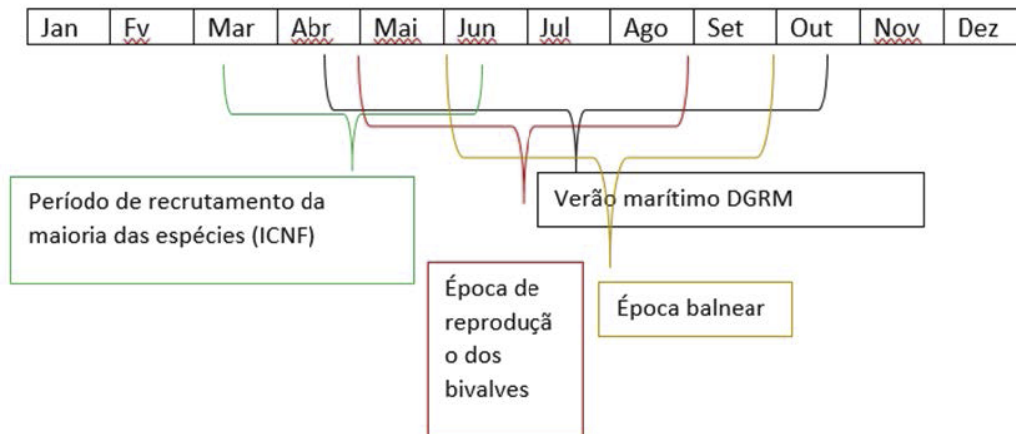 Jan Fv Mar Abr Mai Jun Jul Ago Set Out Nov Dez
Período de recrutamento da
maioria das espécies (ICNF)
Verão marítimo DGRM
Época de
reproduçã
o dos
bivalves
Época balnear